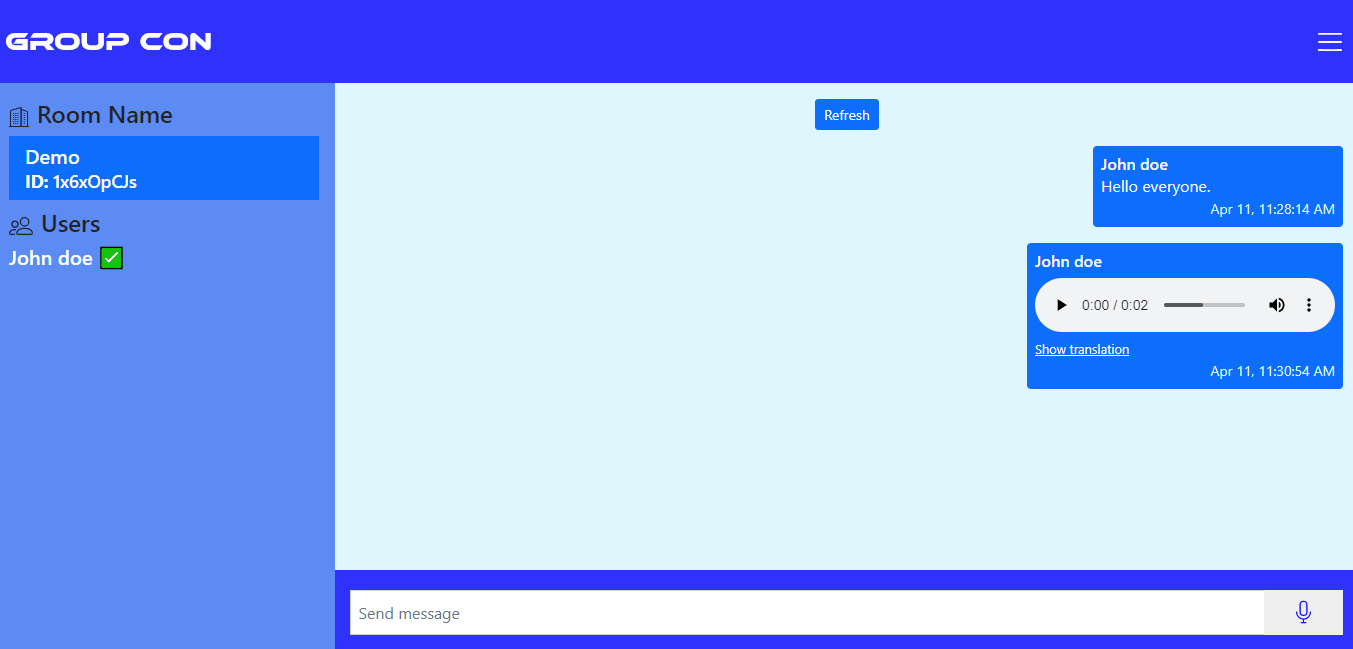 GROUP CON
Room Name
Demo
ID: 1x6xOpCJs
Users
John doe
Refresh
John doe
Hello everyone.
Apr 11, 11:28:14 AM
John doe
0:00 / 0:02
Show translation
Apr 11, 11:30:54 AM
Send message